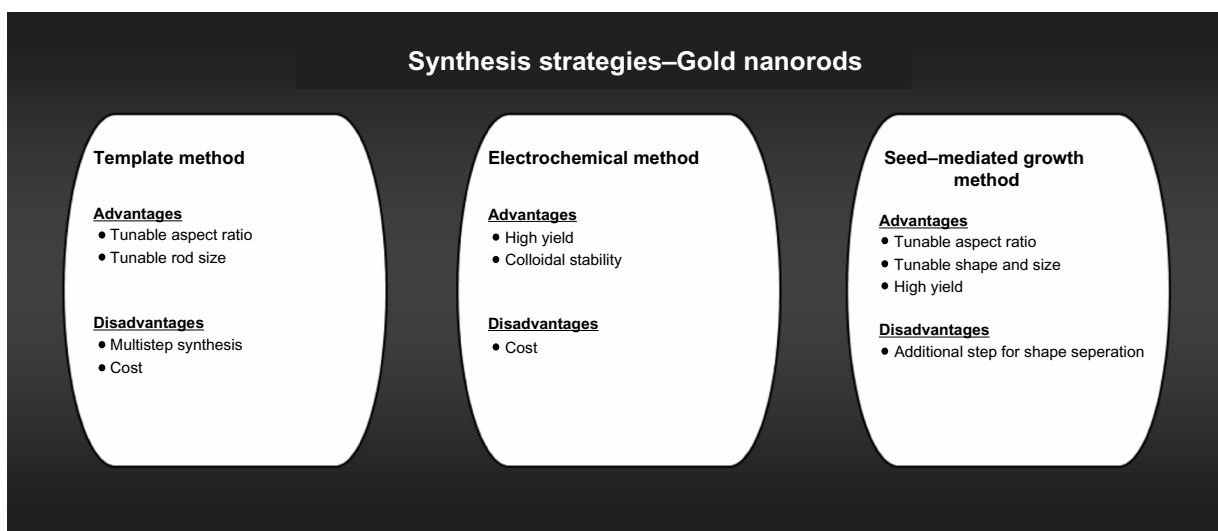 Synthesis strategies–Gold nanorods
Template method
Advantages
• Tunable aspect ratio
• Tunable rod size
Disadvantages
• Multistep synthesis
• Cost
Electrochemical method
Advantages
• High yield
• Colloidal stability
Disadvantages
• Cost
Seed–mediated growth
method
Advantages
• Tunable aspect ratio
• Tunable shape and size
• High yield
Disadvantages
• Additional step for shape seperation